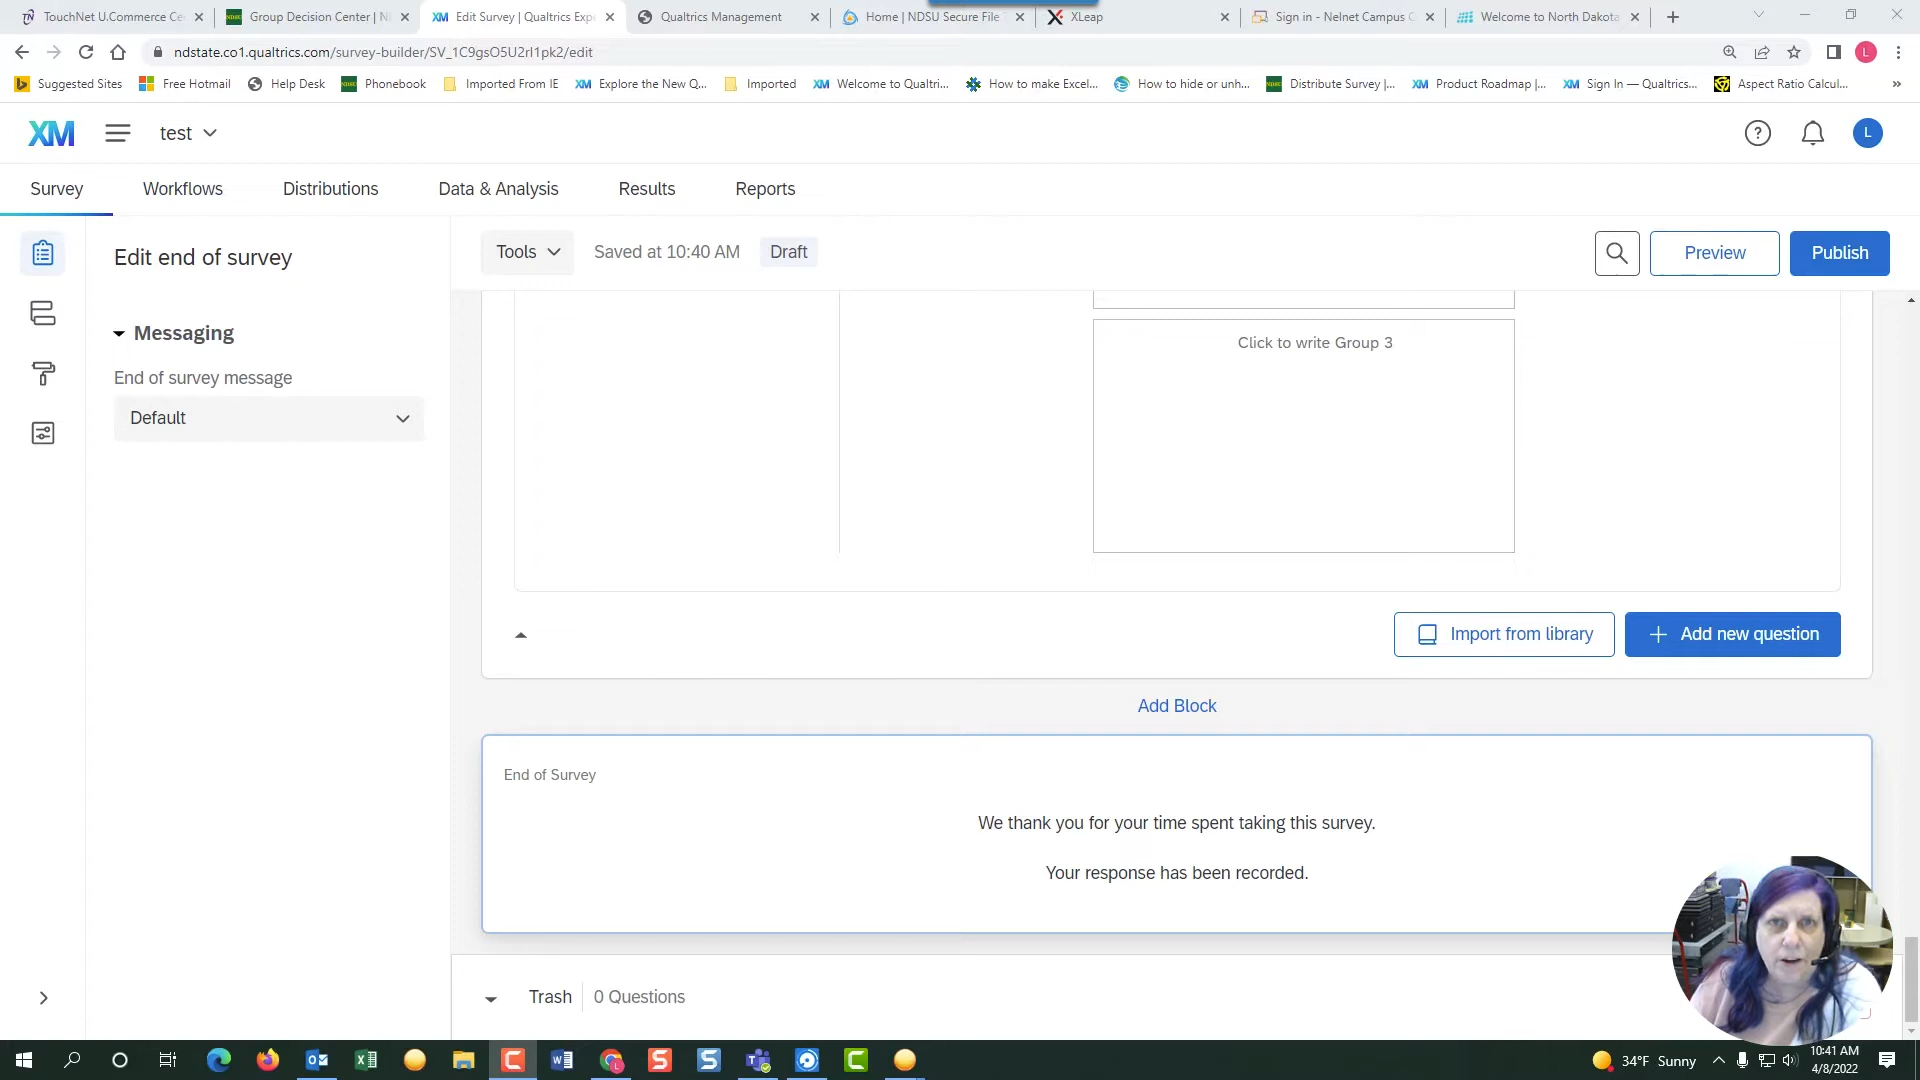 TouchNet U.Commerce Ce
Group Decision Center | N
Edit Survey | Qualtrics Expe
Qualtrics Management
Home | NDSU Secure File
XLeap
Sign in - Nelnet Campus C
Welcome to North Dakota
ndstate.co1.qualtrics.com/survey-builder/SV_1C9gsO5U2rI1pk2/edit
L
Suggested Sites
Free Hotmail
Help Desk
Phonebook
Imported From IE
Explore the New Q...
Imported
Welcome to Qualtri...
How to make Excel...
How to hide or unh...
Distribute Survey |...
Product Roadmap |...
Sign In — Qualtrics...
Aspect Ratio Calcul...
XM
test
L
Survey
Workflows
Distributions
Data & Analysis
Results
Reports
Edit end of survey
Tools
Saved at 10:40 AM
Draft
Preview
Publish
Messaging
End of survey message
Default
Click to write Group 3
Import from library
Add new question
Add Block
End of Survey
We thank you for your time spent taking this survey.
Your response has been recorded.
Trash
0 Questions
34°F Sunny
10:41 AM
4/8/2022